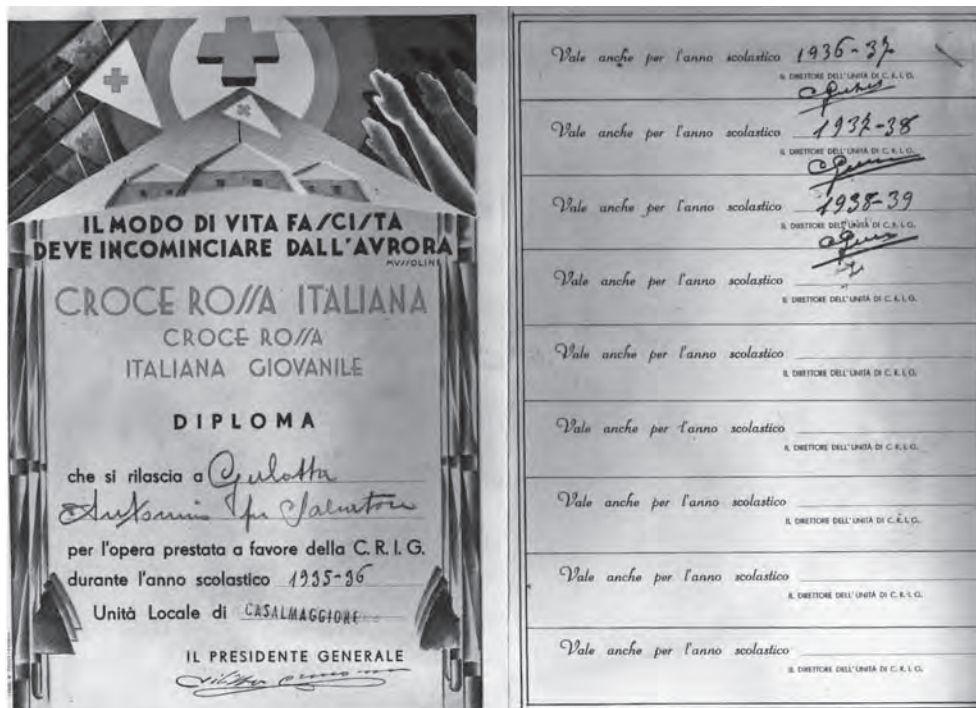 IL MODO DI VITA FASCISTA
DEVE INCOMINCIARE DALL'AVRORA
MUSSOLINI
CROCE ROSSA ITALIANA
CROCE ROSSA
ITALIANA GIOVANILE
DIPLOMA
che si rilascia a Gulotta
Antonino fu Salvatore
per l'opera prestata a favore della C.R.I.G.
durante l'anno scolastico 1935-36
Unità Locale di CASALMAGGIORE
IL PRESIDENTE GENERALE
Vale anche per l'anno scolastico 1936-37
IL DIRETTORE DELL'UNITÀ DI C.R.I.G.
Vale anche per l'anno scolastico 1937-38
IL DIRETTORE DELL'UNITÀ DI C.R.I.G.
Vale anche per l'anno scolastico 1938-39
IL DIRETTORE DELL'UNITÀ DI C.R.I.G.
Vale anche per l'anno scolastico
IL DIRETTORE DELL'UNITÀ DI C.R.I.G.
Vale anche per l'anno scolastico
IL DIRETTORE DELL'UNITÀ DI C.R.I.G.
Vale anche per l'anno scolastico
IL DIRETTORE DELL'UNITÀ DI C.R.I.G.
Vale anche per l'anno scolastico
IL DIRETTORE DELL'UNITÀ DI C.R.I.G.
Vale anche per l'anno scolastico
IL DIRETTORE DELL'UNITÀ DI C.R.I.G.
Vale anche per l'anno scolastico
IL DIRETTORE DELL'UNITÀ DI C.R.I.G.